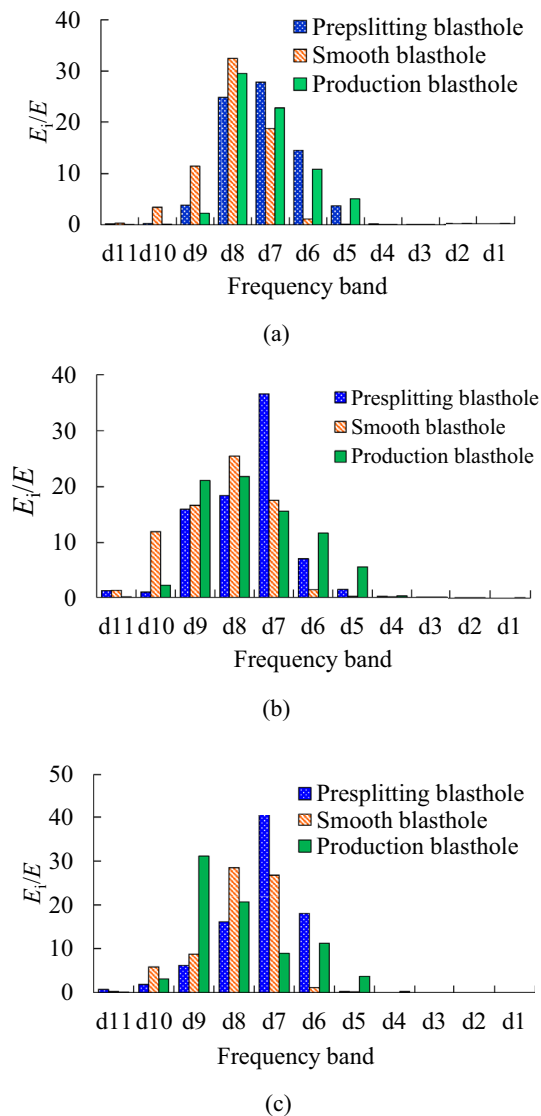 40
Prepslitting blasthole
Smooth blasthole
30
Production blasthole
20
10
0
Ei/E
d11 d10 d9 d8 d7 d6 d5 d4 d3 d2 d1
Frequency band
(a)
40
Presplitting blasthole
30
Smooth blasthole
Production blasthole
20
10
0
Ei/E
d11 d10 d9 d8 d7 d6 d5 d4 d3 d2 d1
Frequency band
(b)
50
Presplitting blasthole
40
Smooth blasthole
Production blasthole
30
20
10
0
Ei/E
d11 d10 d9 d8 d7 d6 d5 d4 d3 d2 d1
Frequency band
(c)